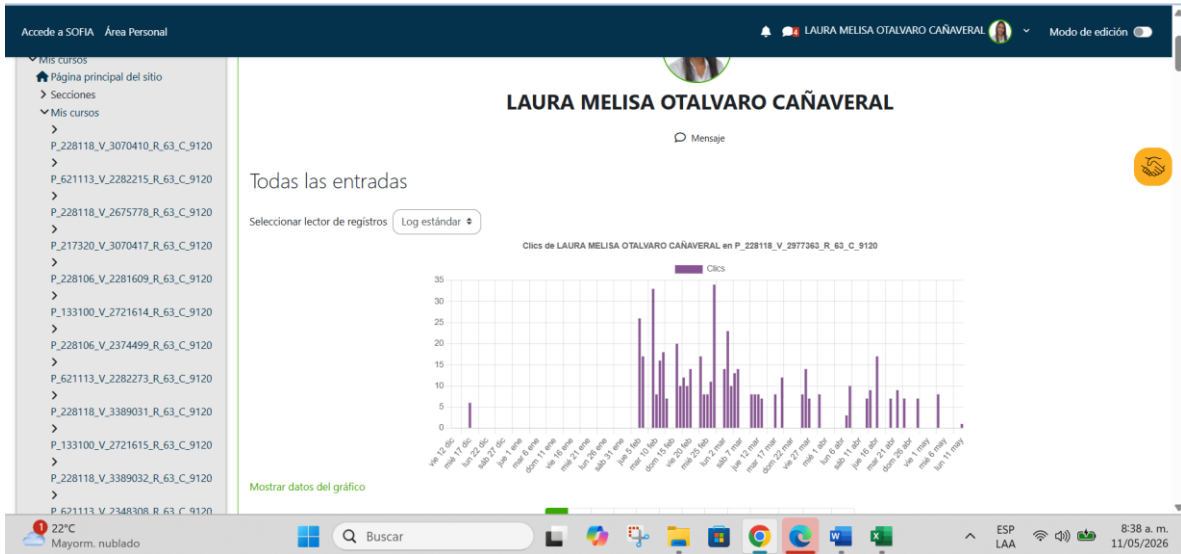 Accede a SOFIA Área Personal
4 LAURA MELISA OTALVARO CAÑAVERAL Modo de edición
Mis cursos
Página principal del sitio
Secciones
Mis cursos
P_228118_V_3070410_R_63_C_9120
P_621113_V_2282215_R_63_C_9120
P_228118_V_2675778_R_63_C_9120
P_217320_V_3070417_R_63_C_9120
P_228106_V_2281609_R_63_C_9120
P_133100_V_2721614_R_63_C_9120
P_228106_V_2374499_R_63_C_9120
P_621113_V_2282273_R_63_C_9120
P_228118_V_3389031_R_63_C_9120
P_133100_V_2721615_R_63_C_9120
P_228118_V_3389032_R_63_C_9120
P_621113_V_2348308_R_63_C_9120
LAURA MELISA OTALVARO CAÑAVERAL
Mensaje
Todas las entradas
Seleccionar lector de registros Log estándar
Clics de LAURA MELISA OTALVARO CAÑAVERAL en P_228118_V_2977363_R_63_C_9120
Clics
35
30
25
20
15
10
5
0
vie 12 dic
mié 17 dic
lun 22 dic
sáb 27 dic
jue 1 ene
mar 6 ene
dom 11 ene
vie 16 ene
mié 21 ene
lun 26 ene
sáb 31 ene
jue 5 feb
mar 10 feb
dom 15 feb
vie 20 feb
mié 25 feb
lun 2 mar
sáb 7 mar
jue 12 mar
mar 17 mar
dom 22 mar
vie 27 mar
mié 1 abr
lun 6 abr
sáb 11 abr
jue 16 abr
mar 21 abr
dom 26 abr
vie 1 may
mié 6 may
lun 11 may
Mostrar datos del gráfico
1
22°C
Mayorm. nublado
Buscar
ESP
LAA
8:38 a. m.
11/05/2026